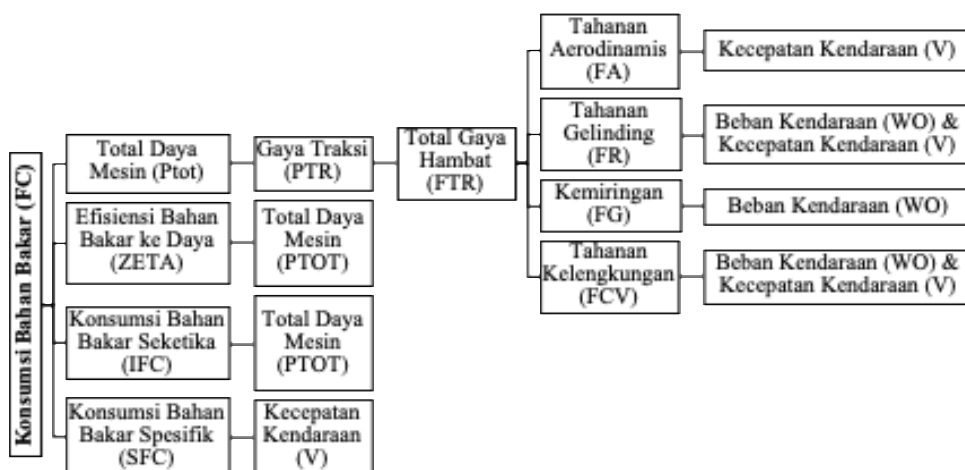 Konsumsi Bahan Bakar (FC)
Total Daya
Mesin (Ptot)
Gaya Traksi
(PTR)
Total Gaya
Hambat
(FTR)
Tahanan
Aerodinamis
(FA)
Kecepatan Kendaraan (V)
Tahanan
Gelinding
(FR)
Beban Kendaraan (WO) &
Kecepatan Kendaraan (V)
Kemiringan
(FG)
Beban Kendaraan (WO)
Tahanan
Kelengkungan
(FCV)
Beban Kendaraan (WO) &
Kecepatan Kendaraan (V)
Efisiensi Bahan
Bakar ke Daya
(ZETA)
Total Daya
Mesin
(PTOT)
Konsumsi Bahan
Bakar Seketika
(IFC)
Total Daya
Mesin
(PTOT)
Konsumsi Bahan
Bakar Spesifik
(SFC)
Kecepatan
Kendaraan
(V)